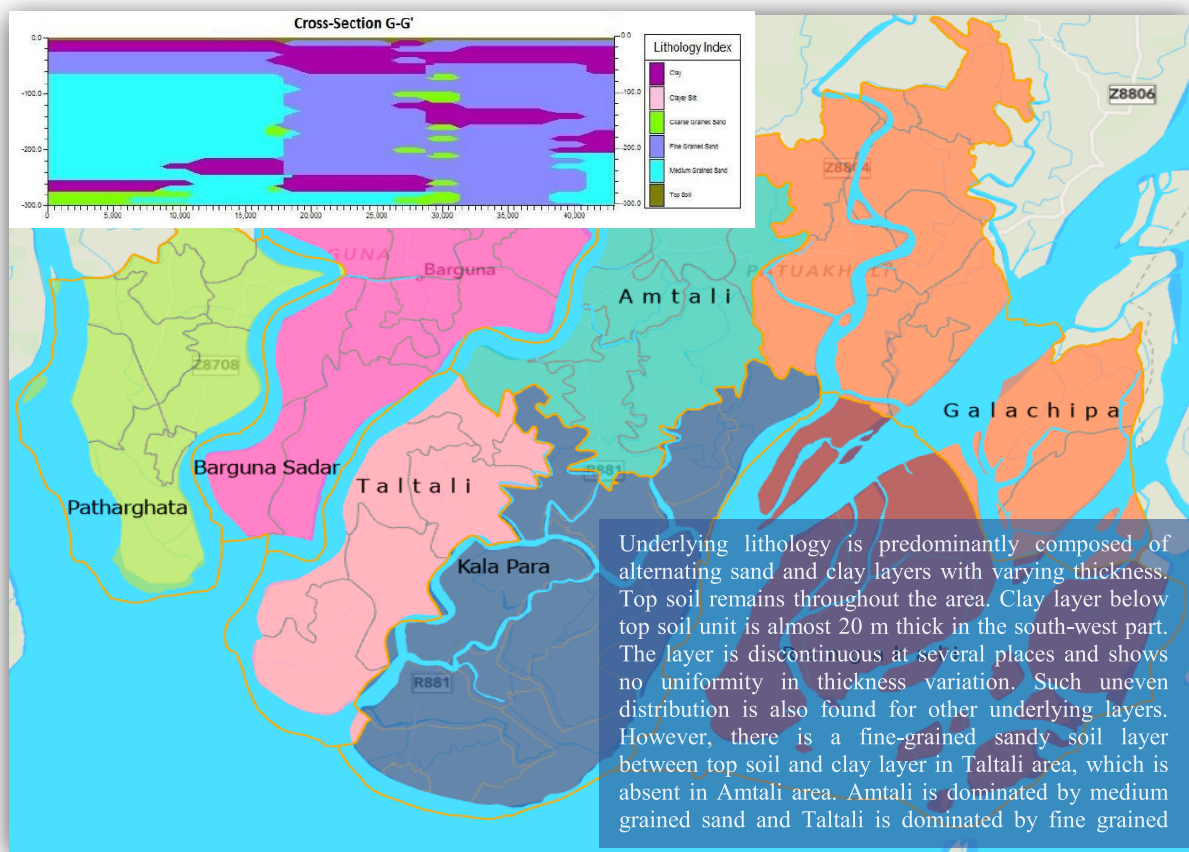 Cross-Section G-G'
0.0
-100.0
-200.0
-300.0
0.0
-100.0
-200.0
-300.0
0
5,000
10,000
15,000
20,000
25,000
30,000
35,000
40,000
Lithology Index
Clay
Clayer Silt
Coarse Grained Sand
Fine Grained Sand
Medium Grained Sand
Top Soil
Z8806
Z8804
GUNA
Barguna
Amtali
Z8708
Galachipa
Barguna Sadar
Taltali
R881
Patharghata
Kala Para
R881
Underlying lithology is predominantly composed of
alternating sand and clay layers with varying thickness.
Top soil remains throughout the area. Clay layer below
top soil unit is almost 20 m thick in the south-west part.
The layer is discontinuous at several places and shows
no uniformity in thickness variation. Such uneven
distribution is also found for other underlying layers.
However, there is a fine-grained sandy soil layer
between top soil and clay layer in Taltali area, which is
absent in Amtali area. Amtali is dominated by medium
grained sand and Taltali is dominated by fine grained